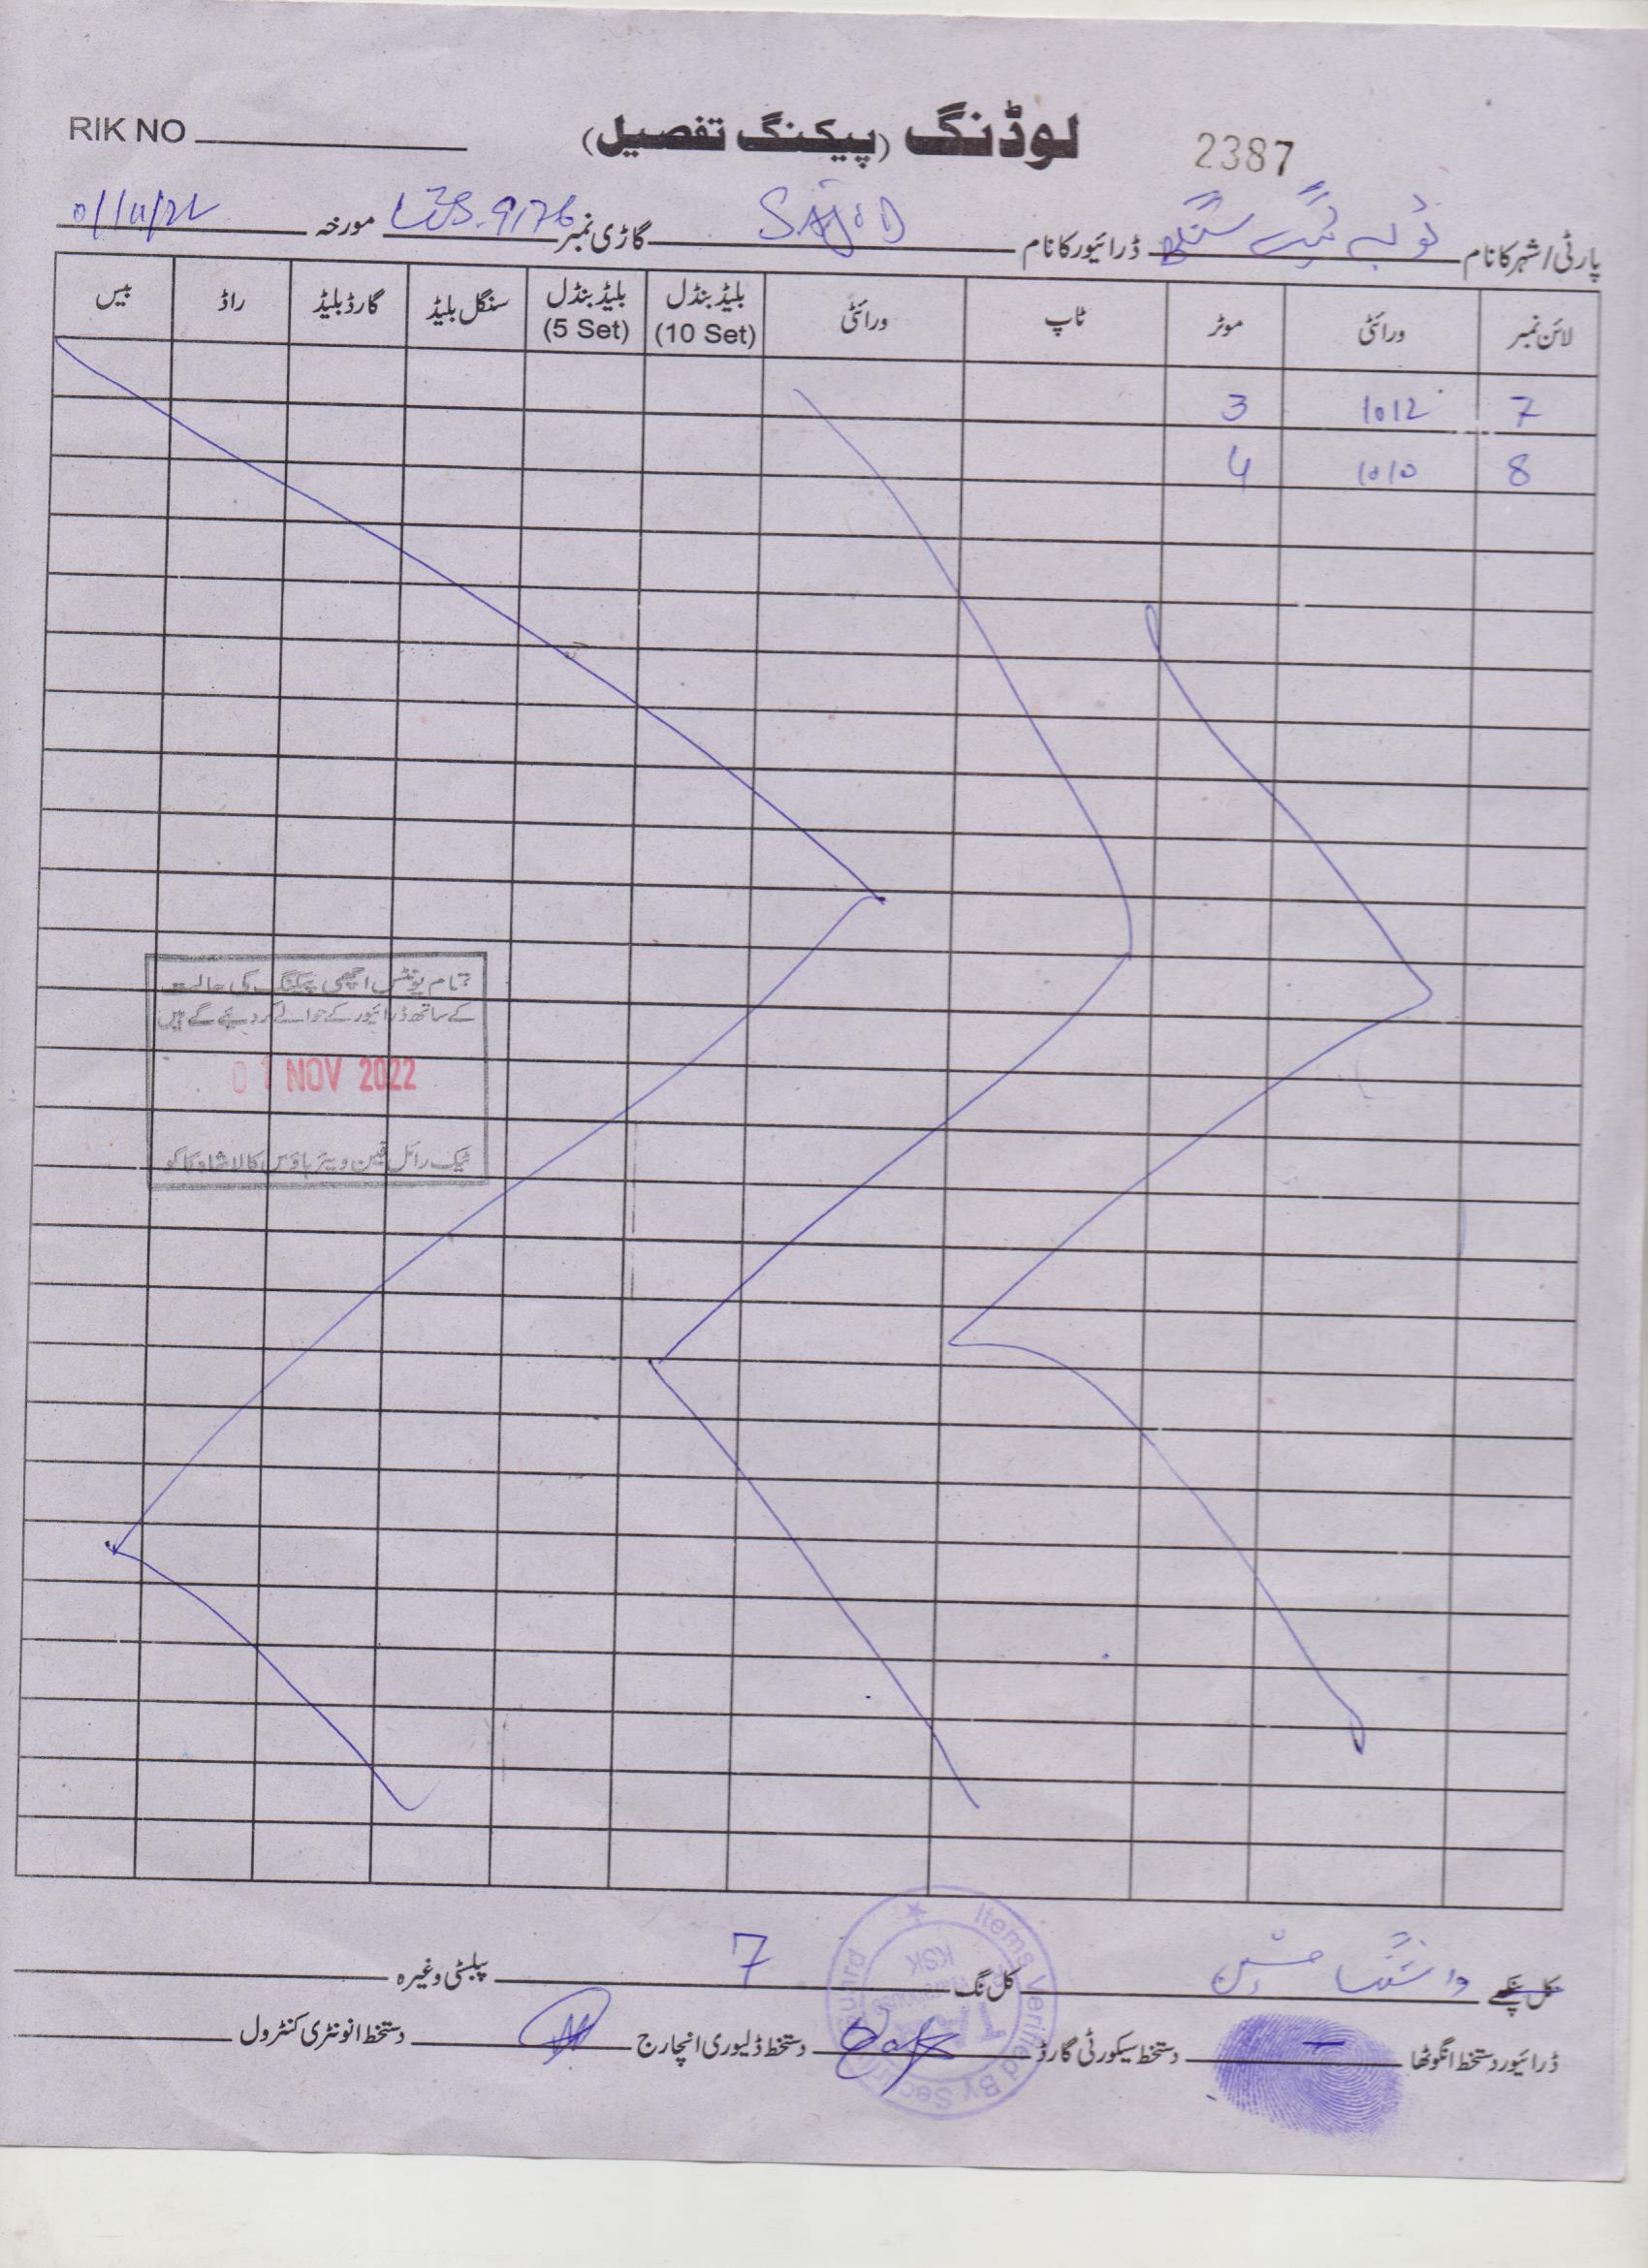 RIK NO
لوڈنگ (پیکنگ تفصیل)
2387
پارٹی/شہر کا نام ٹوبہ ٹیک سنگھ ڈرائیور کا نام SAJiD گاڑی نمبر 9176 مورخہ 01/11/22
لائن نمبر ورائٹی موٹر ٹاپ ورائٹی بلیڈ بنڈل (10 Set) بلیڈ بنڈل (5 Set) سنگل بلیڈ گارڈ بلیڈ راڈ بیس
7 1012 3
8 1010 4
تمام یونٹس اچھی پیکنگ کی حالت
کے ساتھ ڈرائیور کے حوالے کر دیئے گے ہیں
01 NOV 2022
ٹیک رائل فین ویئر ہاؤس کالا شاہ کاکو
کل پنکھے کل نگ 7 پبلسٹی وغیرہ
ڈرائیور دستخط انگوٹھا دستخط سیکورٹی گارڈ دستخط ڈلیوری انچارج دستخط انونٹری کنٹرول
Items Verified By Security Guard
KSK